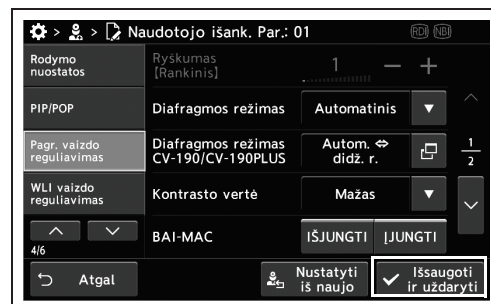 > > Naudotojo išank. Par.: 01 RDI NBI
Rodymo
nuostatos
PIP/POP
Pagr. vaizdo
reguliavimas
WLI vaizdo
reguliavimas
4/6
Ryškumas
[Rankinis]
1 − +
Diafragmos režimas
Automatinis
Diafragmos režimas
CV-190/CV-190PLUS
Autom. ⇔
didž. r.
Kontrasto vertė
Mažas
BAI-MAC
IŠJUNGTI ĮJUNGTI
1
2
Atgal
Nustatyti
iš naujo
Išsaugoti
ir uždaryti